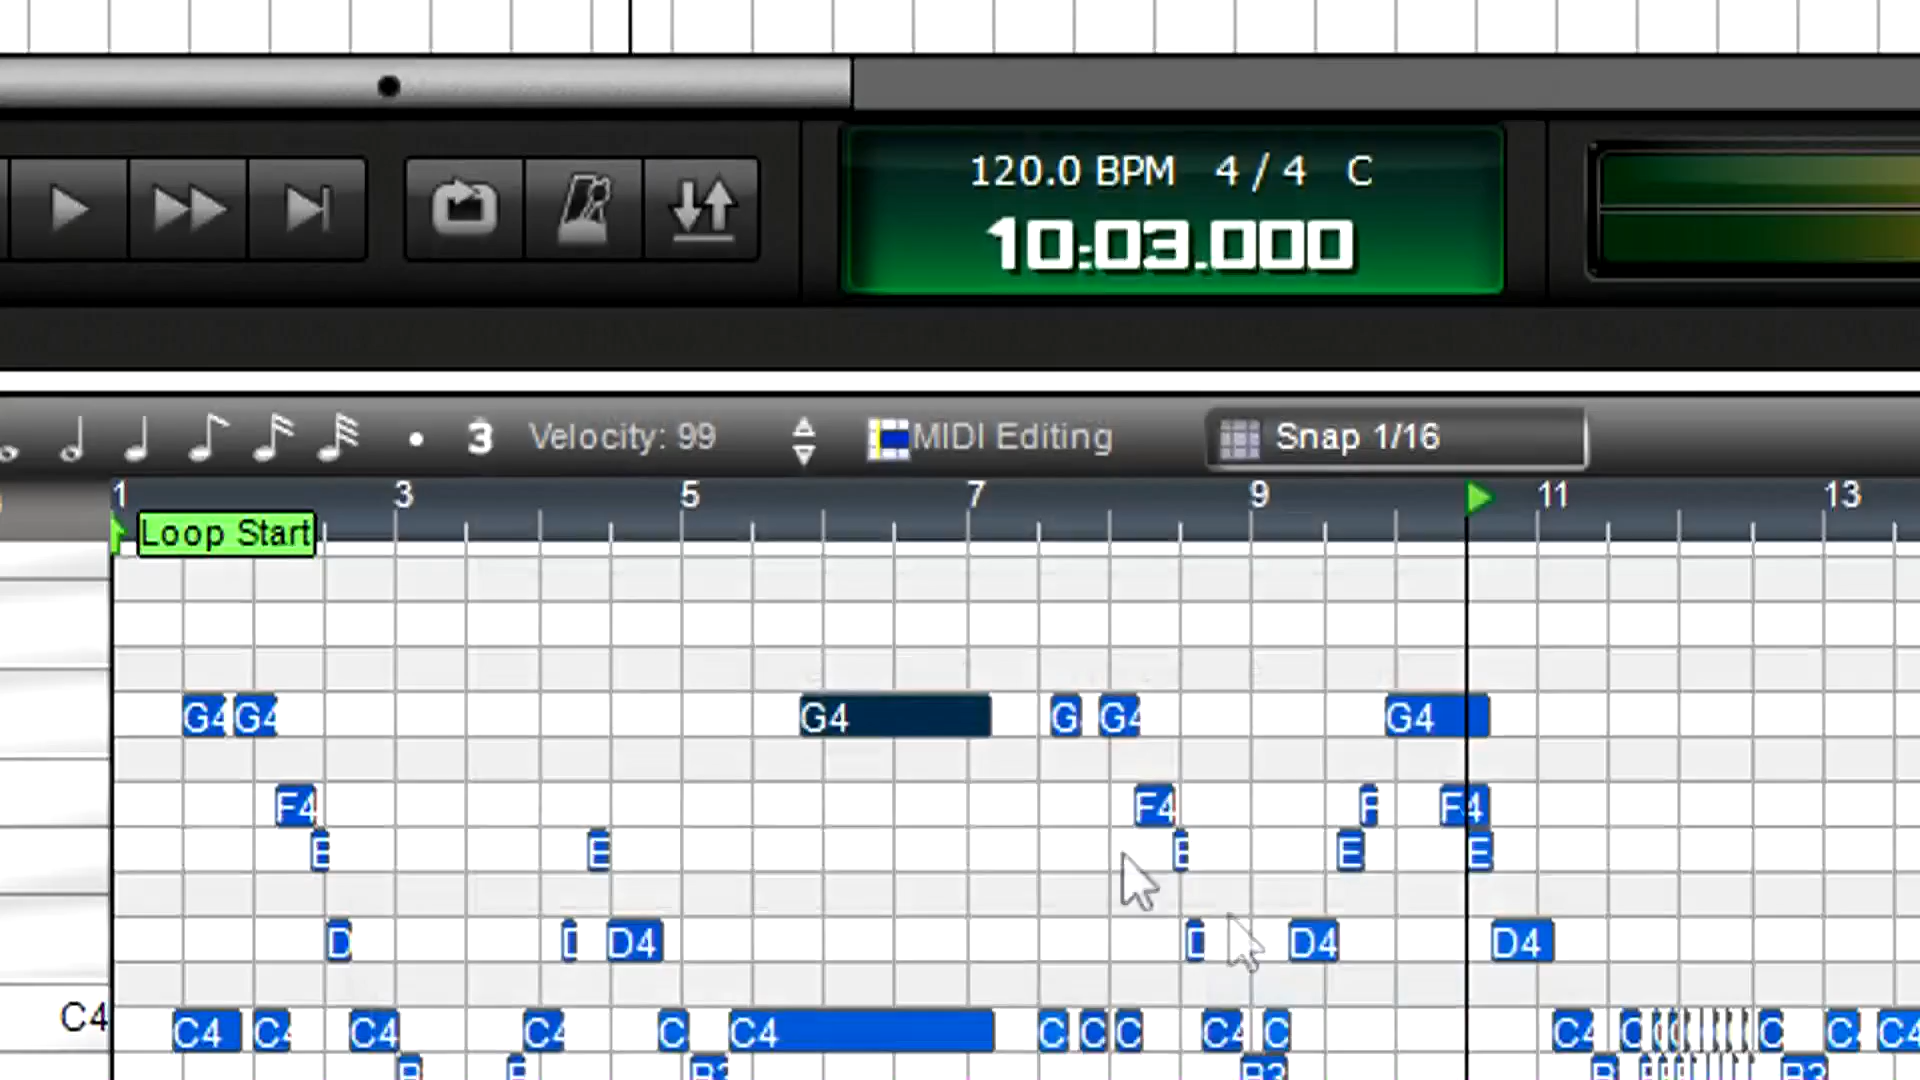 120.0 BPM 4 / 4 C
10:03.000
3 Velocity: 99 MIDI Editing Snap 1/16
1 3 5 7 9 11 13
Loop Start
G4 G4 G4 G G4 G4
F4 F4 F F4
E E E E E
D D4 D D4 D4
C4 C4 C4 C4 C4 C C4 C C C C4 C C4 C C C4 C4